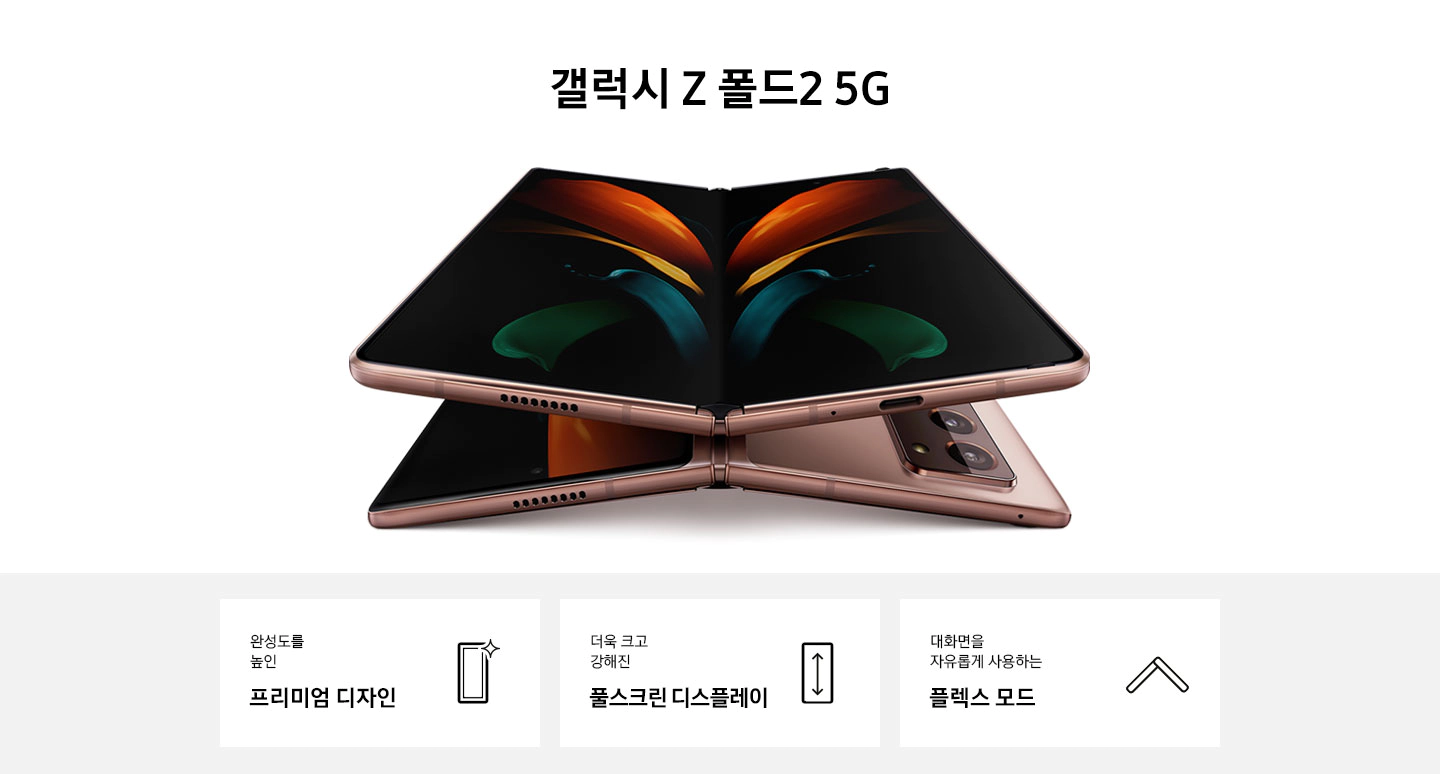 갤럭시 Z 폴드2 5G
완성도를
높인
프리미엄 디자인
더욱 크고
강해진
풀스크린 디스플레이
대화면을
자유롭게 사용하는
플렉스 모드